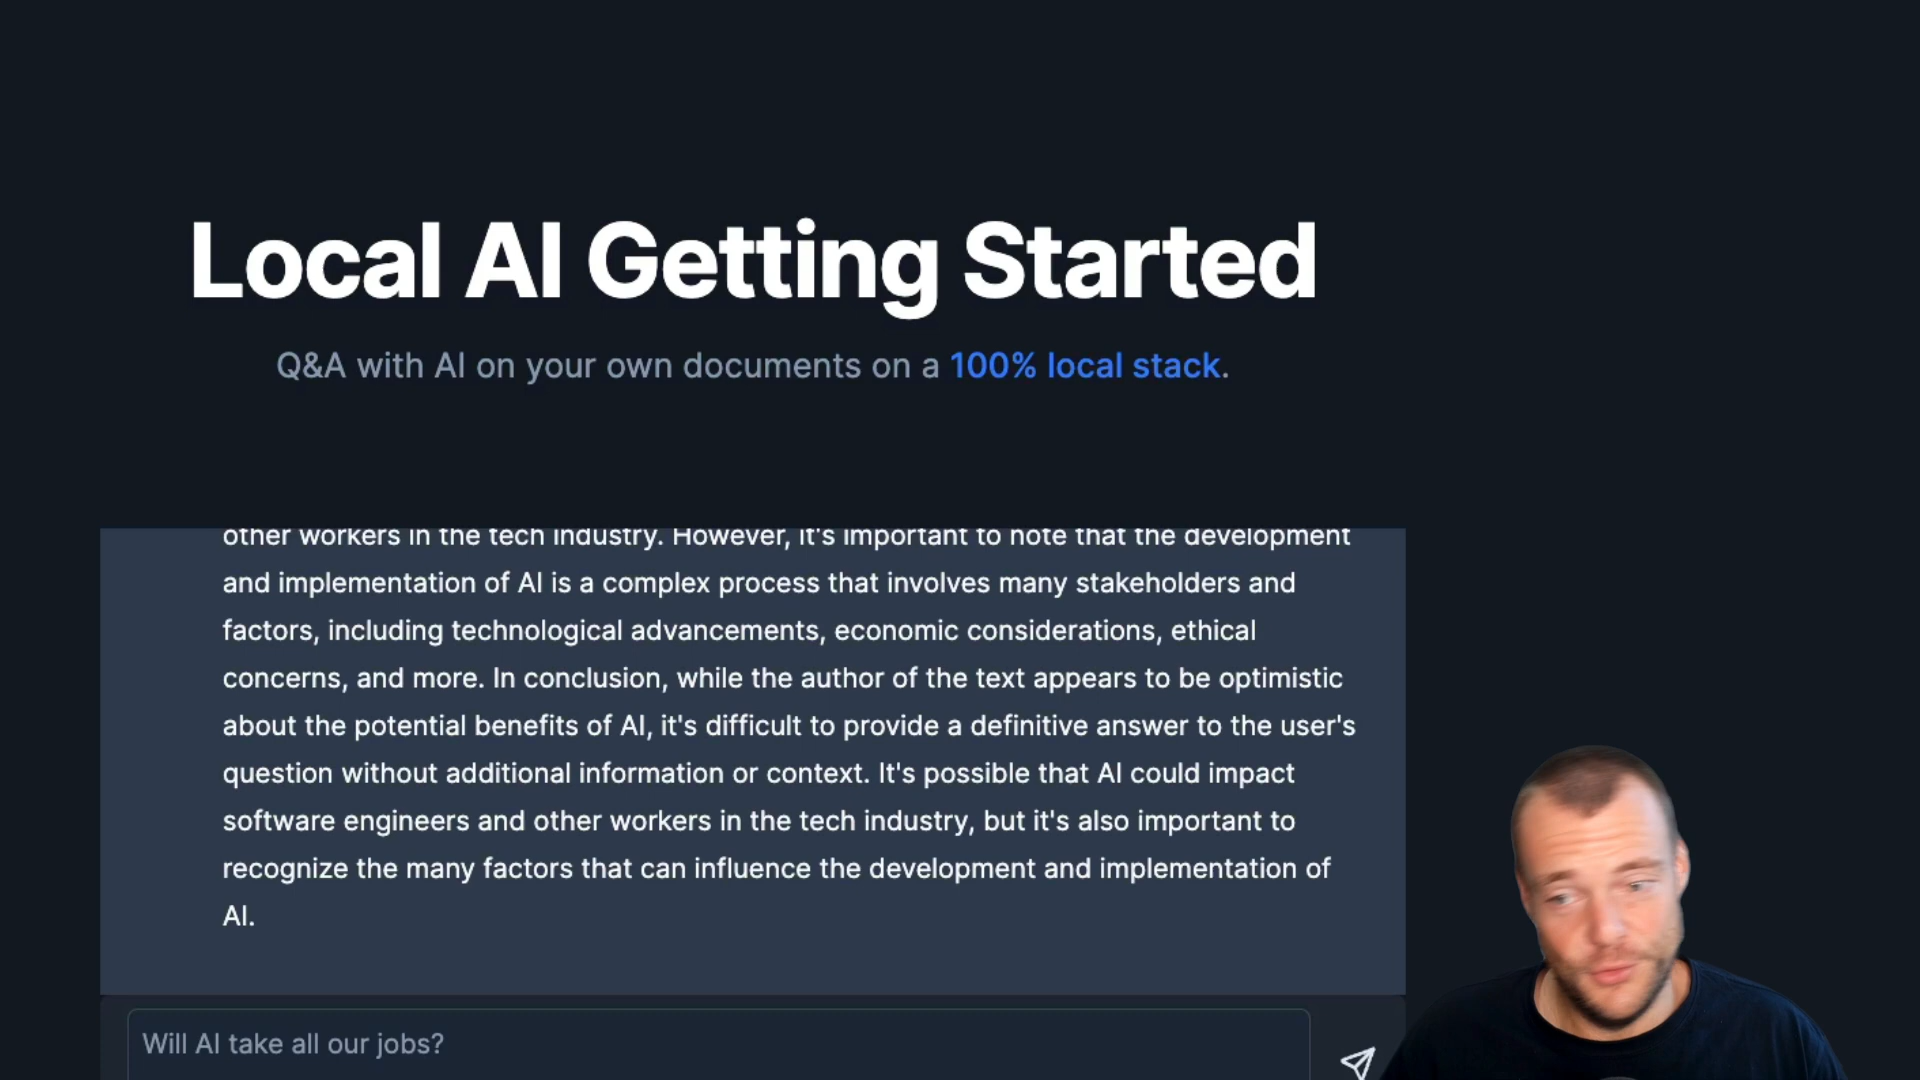 Local AI Getting Started
Q&A with AI on your own documents on a 100% local stack.
other workers in the tech industry. However, it's important to note that the development
and implementation of AI is a complex process that involves many stakeholders and
factors, including technological advancements, economic considerations, ethical
concerns, and more. In conclusion, while the author of the text appears to be optimistic
about the potential benefits of AI, it's difficult to provide a definitive answer to the user's
question without additional information or context. It's possible that AI could impact
software engineers and other workers in the tech industry, but it's also important to
recognize the many factors that can influence the development and implementation of
AI.
Will AI take all our jobs?